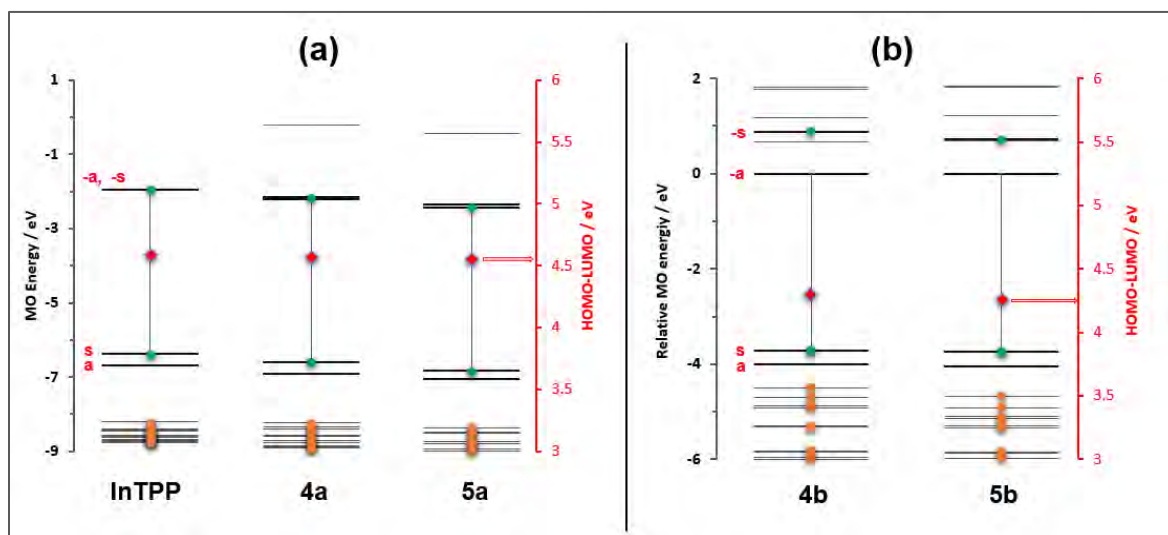 (a)
(b)
MO Energy / eV
1
-1
-3
-5
-7
-9
-a, -s
s
a
InTPP
4a
5a
6
5.5
5
4.5
4
3.5
3
HOMO-LUMO / eV
Relative MO energiy / eV
2
0
-2
-4
-6
-s
-a
s
a
4b
5b
6
5.5
5
4.5
4
3.5
3
HOMO-LUMO / eV